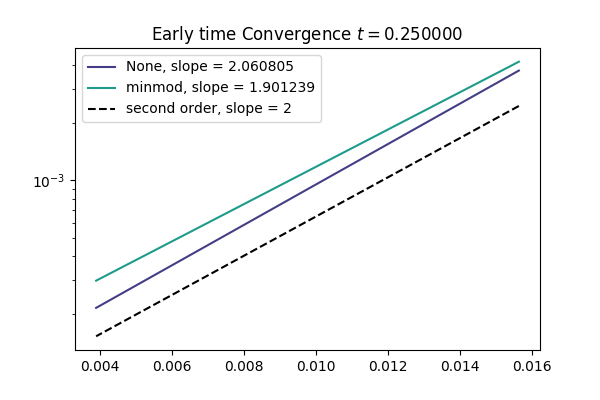 Early time Convergence t = 0.250000
None, slope = 2.060805
minmod, slope = 1.901239
second order, slope = 2
10⁻³
0.004 0.006 0.008 0.010 0.012 0.014 0.016